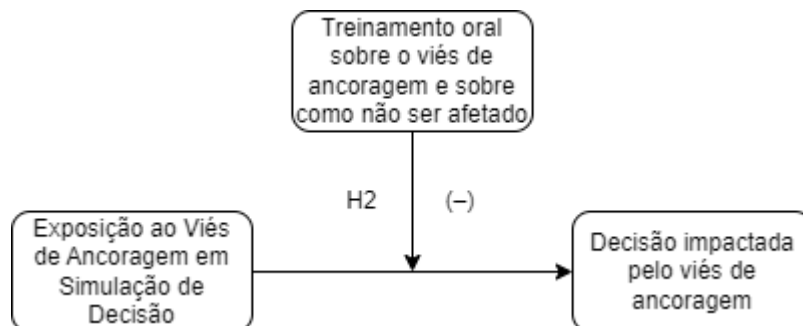 Treinamento oral
sobre o viés de
ancoragem e sobre
como não ser afetado
H2 (–)
Exposição ao Viés
de Ancoragem em
Simulação de
Decisão
Decisão impactada
pelo viés de
ancoragem